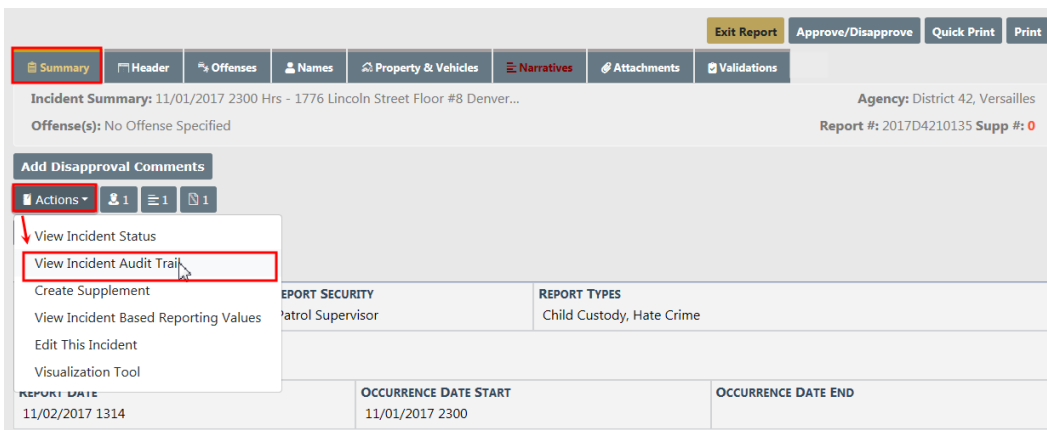 Exit Report Approve/Disapprove Quick Print Print
Summary Header Offenses Names Property & Vehicles Narratives Attachments Validations
Incident Summary: 11/01/2017 2300 Hrs - 1776 Lincoln Street Floor #8 Denver... Agency: District 42, Versailles
Offense(s): No Offense Specified Report #: 2017D4210135 Supp #: 0
Add Disapproval Comments
Actions 1 1 1
View Incident Status
View Incident Audit Trail
Create Supplement
EPORT SECURITY REPORT TYPES
View Incident Based Reporting Values
Patrol Supervisor Child Custody, Hate Crime
Edit This Incident
Visualization Tool
REPORT DATE OCCURRENCE DATE START OCCURRENCE DATE END
11/02/2017 1314 11/01/2017 2300